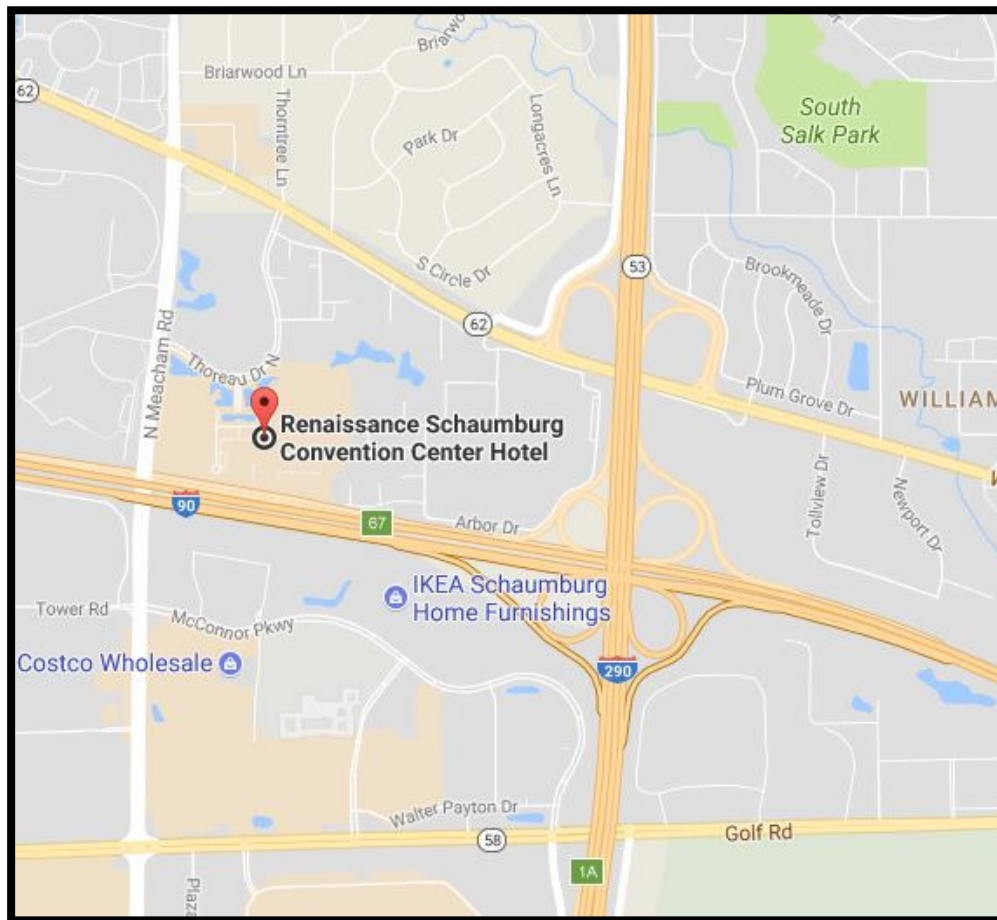 Briarwo
Briarwood Ln
62
Thorntree Ln
Park Dr
Longacres Ln
South
Salk Park
S Circle Dr
53
Brookmeade Dr
62
N Meacham Rd
Thoreau Dr N
Plum Grove Dr
WILLIAM
Renaissance Schaumburg
Convention Center Hotel
Tollview Dr
Newport Dr
90
67
Arbor Dr
IKEA Schaumburg
Home Furnishings
Tower Rd
McConnor Pkwy
Costco Wholesale
290
Walter Payton Dr
58
Golf Rd
1A
Plaza